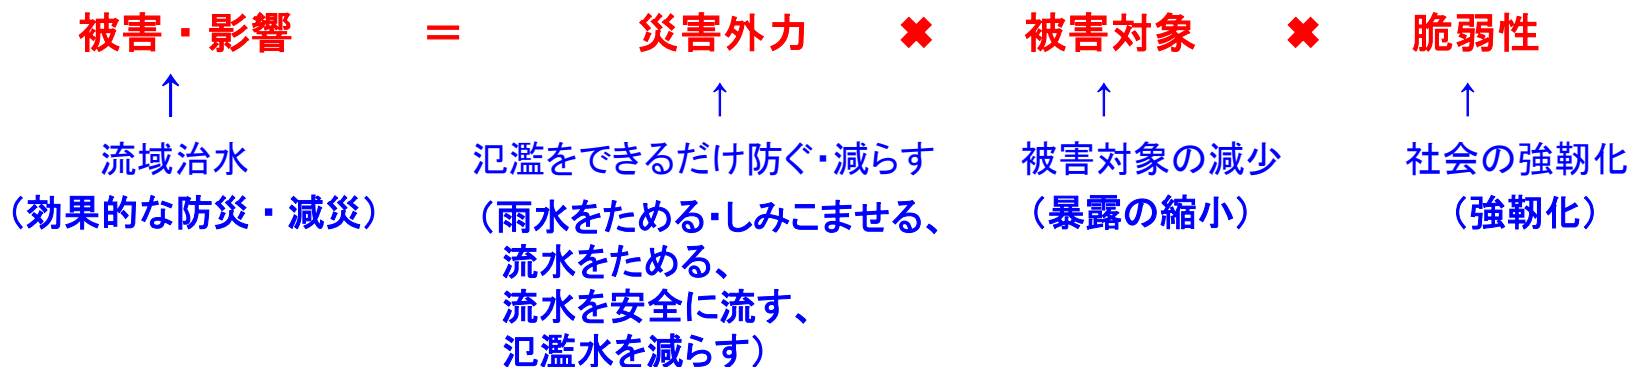 被害・影響 = 災害外力 ✖ 被害対象 ✖ 脆弱性
↑ ↑ ↑ ↑
流域治水 氾濫をできるだけ防ぐ・減らす 被害対象の減少 社会の強靭化
（効果的な防災・減災） （雨水をためる・しみこませる、 （暴露の縮小） （強靭化）
流水をためる、
流水を安全に流す、
氾濫水を減らす）